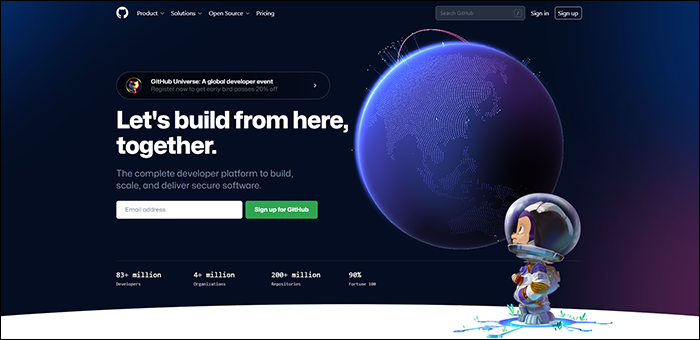 Product Solutions Open Source Pricing Search GitHub / Sign in Sign up
GitHub Universe: A global developer event
Register now to get early bird passes 20% off
Let's build from here,
together.
The complete developer platform to build,
scale, and deliver secure software.
Email address Sign up for GitHub
83+ million 4+ million 200+ million 90%
Developers Organizations Repositories Fortune 100